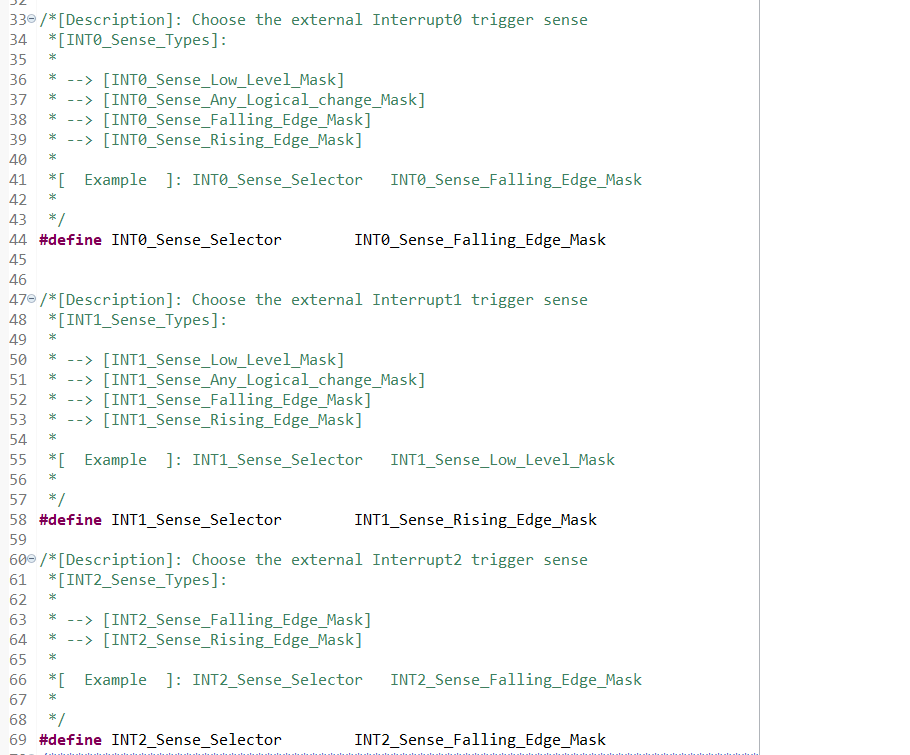 33 /*[Description]: Choose the external Interrupt0 trigger sense
34 *[INT0_Sense_Types]:
35 *
36 * --> [INT0_Sense_Low_Level_Mask]
37 * --> [INT0_Sense_Any_Logical_change_Mask]
38 * --> [INT0_Sense_Falling_Edge_Mask]
39 * --> [INT0_Sense_Rising_Edge_Mask]
40 *
41 *[  Example  ]: INT0_Sense_Selector   INT0_Sense_Falling_Edge_Mask
42 *
43 */
44 #define INT0_Sense_Selector        INT0_Sense_Falling_Edge_Mask
45
46
47 /*[Description]: Choose the external Interrupt1 trigger sense
48 *[INT1_Sense_Types]:
49 *
50 * --> [INT1_Sense_Low_Level_Mask]
51 * --> [INT1_Sense_Any_Logical_change_Mask]
52 * --> [INT1_Sense_Falling_Edge_Mask]
53 * --> [INT1_Sense_Rising_Edge_Mask]
54 *
55 *[  Example  ]: INT1_Sense_Selector   INT1_Sense_Low_Level_Mask
56 *
57 */
58 #define INT1_Sense_Selector        INT1_Sense_Rising_Edge_Mask
59
60 /*[Description]: Choose the external Interrupt2 trigger sense
61 *[INT2_Sense_Types]:
62 *
63 * --> [INT2_Sense_Falling_Edge_Mask]
64 * --> [INT2_Sense_Rising_Edge_Mask]
65 *
66 *[  Example  ]: INT2_Sense_Selector   INT2_Sense_Falling_Edge_Mask
67 *
68 */
69 #define INT2_Sense_Selector        INT2_Sense_Falling_Edge_Mask